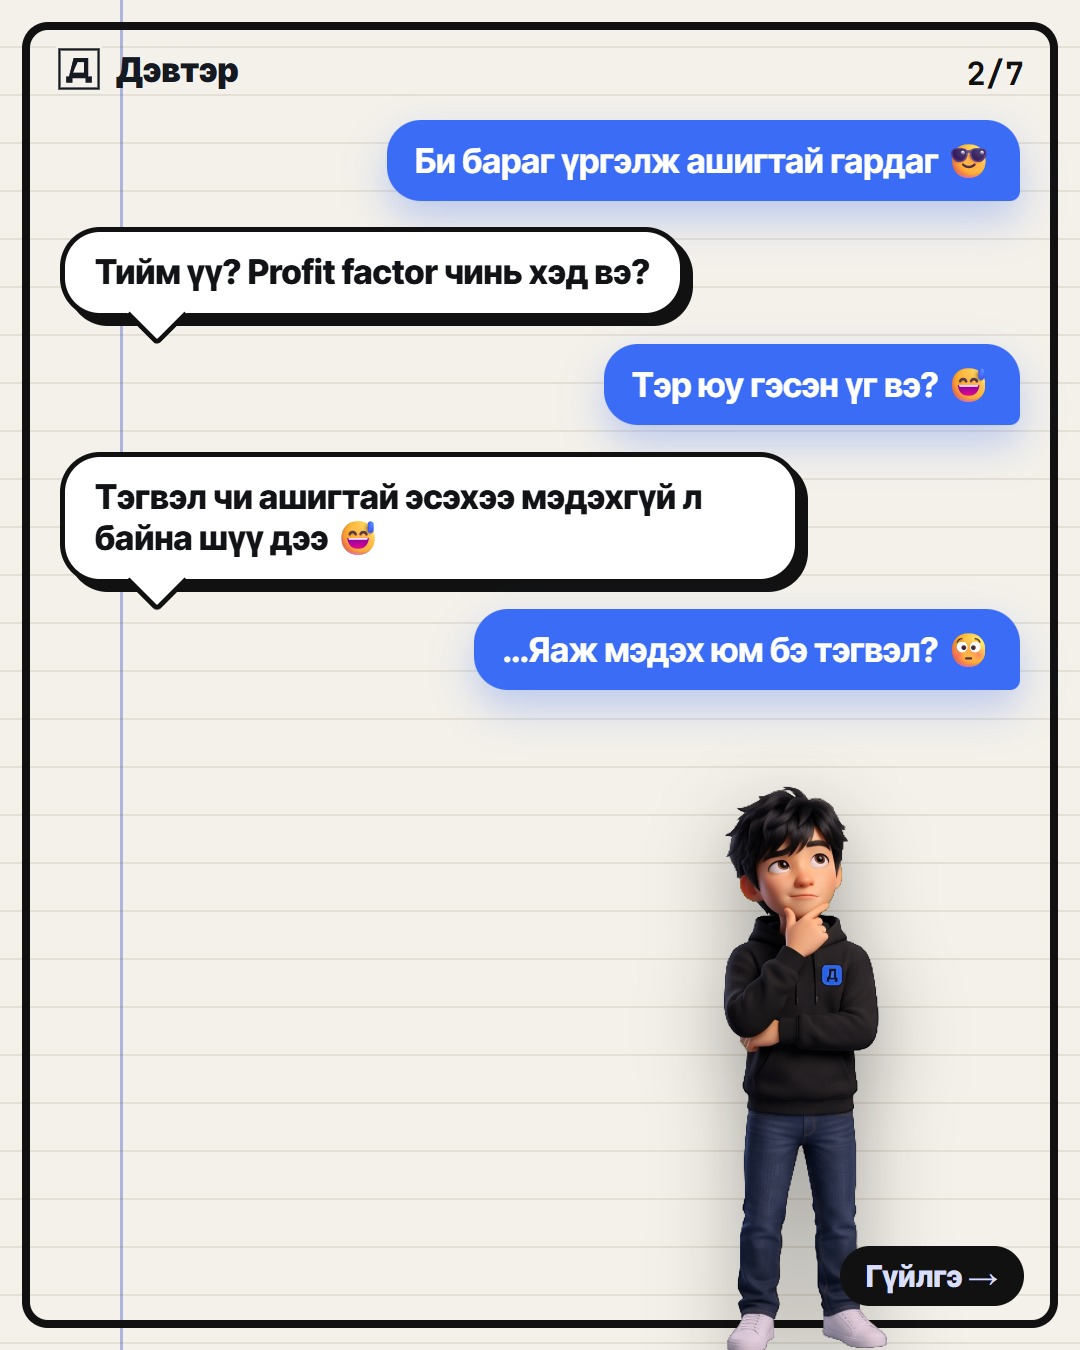 Д Дэвтэр
2/7
Би бараг үргэлж ашигтай гардаг 😎
Тийм үү? Profit factor чинь хэд вэ?
Тэр юу гэсэн үг вэ? 😅
Тэгвэл чи ашигтай эсэхээ мэдэхгүй л
байна шүү дээ 😅
...Яаж мэдэх юм бэ тэгвэл? 😳
Д
Гүйлгэ →